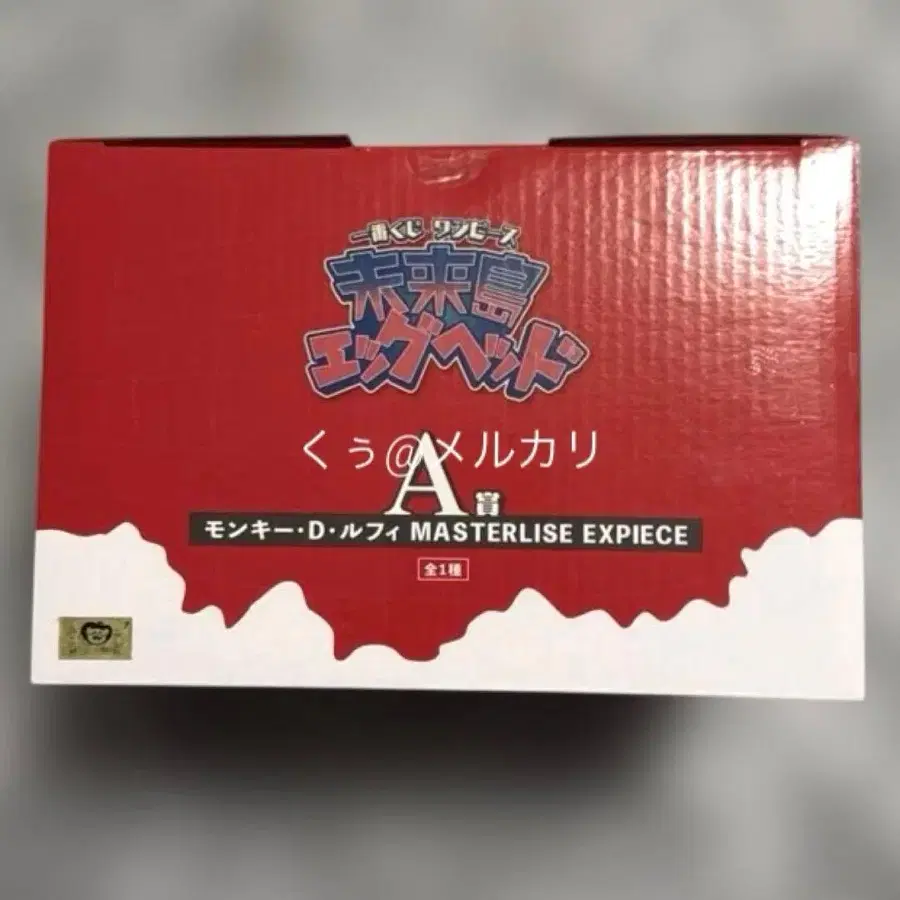 一番くじ ワンピース
未来島
エッグヘッド
くぅ@メルカリ
A賞
モンキー・D・ルフィ MASTERLISE EXPIECE
全1種